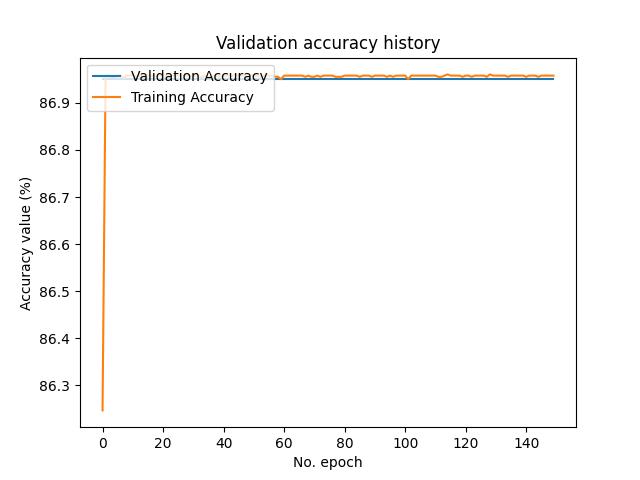 Validation accuracy history
Validation Accuracy
Training Accuracy
Accuracy value (%)
86.9
86.8
86.7
86.6
86.5
86.4
86.3
0 20 40 60 80 100 120 140
No. epoch